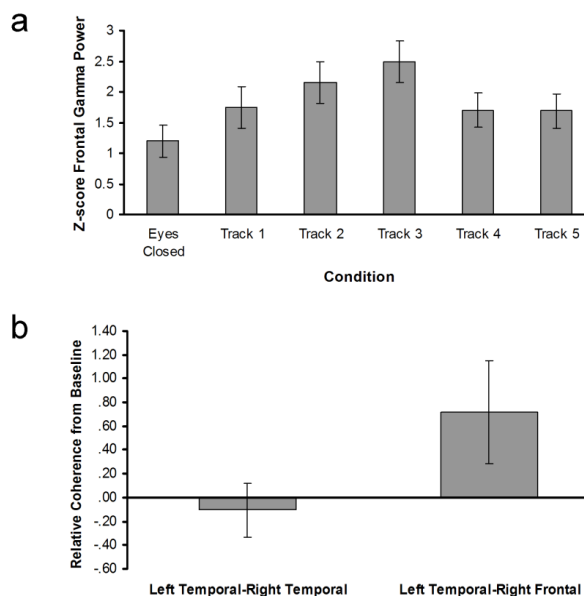 a
Z-score Frontal Gamma Power
3
2.5
2
1.5
1
0.5
0
Eyes Closed
Track 1
Track 2
Track 3
Track 4
Track 5
Condition
b
Relative Coherence from Baseline
1.40
1.20
1.00
.80
.60
.40
.20
.00
-.20
-.40
-.60
Left Temporal-Right Temporal
Left Temporal-Right Frontal